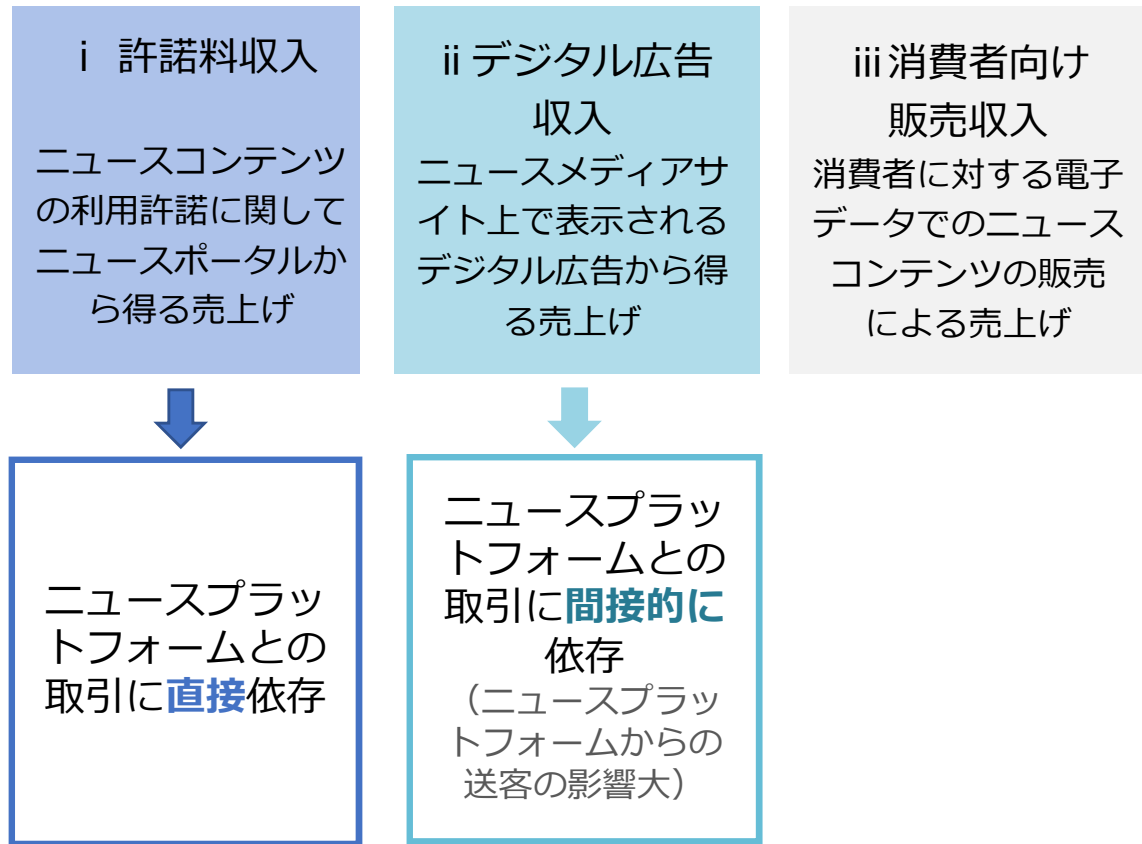 ⅰ 許諾料収入
ニュースコンテンツ
の利用許諾に関して
ニュースポータルか
ら得る売上げ
ⅱ デジタル広告
収入
ニュースメディアサ
イト上で表示される
デジタル広告から得
る売上げ
ⅲ 消費者向け
販売収入
消費者に対する電子
データでのニュース
コンテンツの販売
による売上げ
ニュースプラッ
トフォームとの
取引に直接依存
ニュースプラッ
トフォームとの
取引に間接的に
依存
（ニュースプラッ
トフォームからの
送客の影響大）